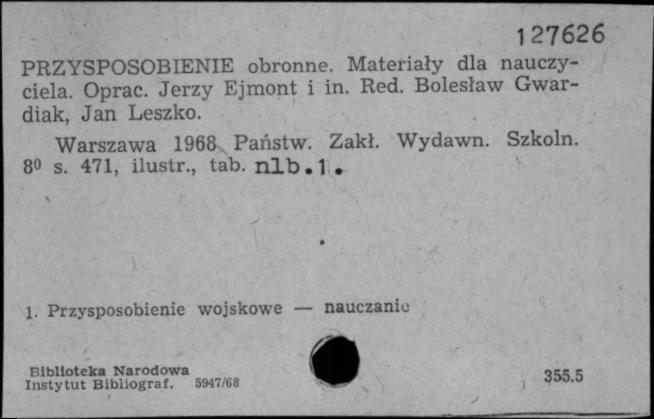 127626
PRZYSPOSOBIENIE obronne. Materiały dla nauczy-
ciela. Oprac. Jerzy Ejmont i in. Red. Bolesław Gwar-
diak, Jan Leszko.
Warszawa 1968 Państw. Zakł. Wydawn. Szkoln.
8⁰ s. 471, ilustr., tab. nlb.1.
1. Przysposobienie wojskowe — nauczanie
Biblioteka Narodowa
Instytut Bibliograf. 5947/68
355.5